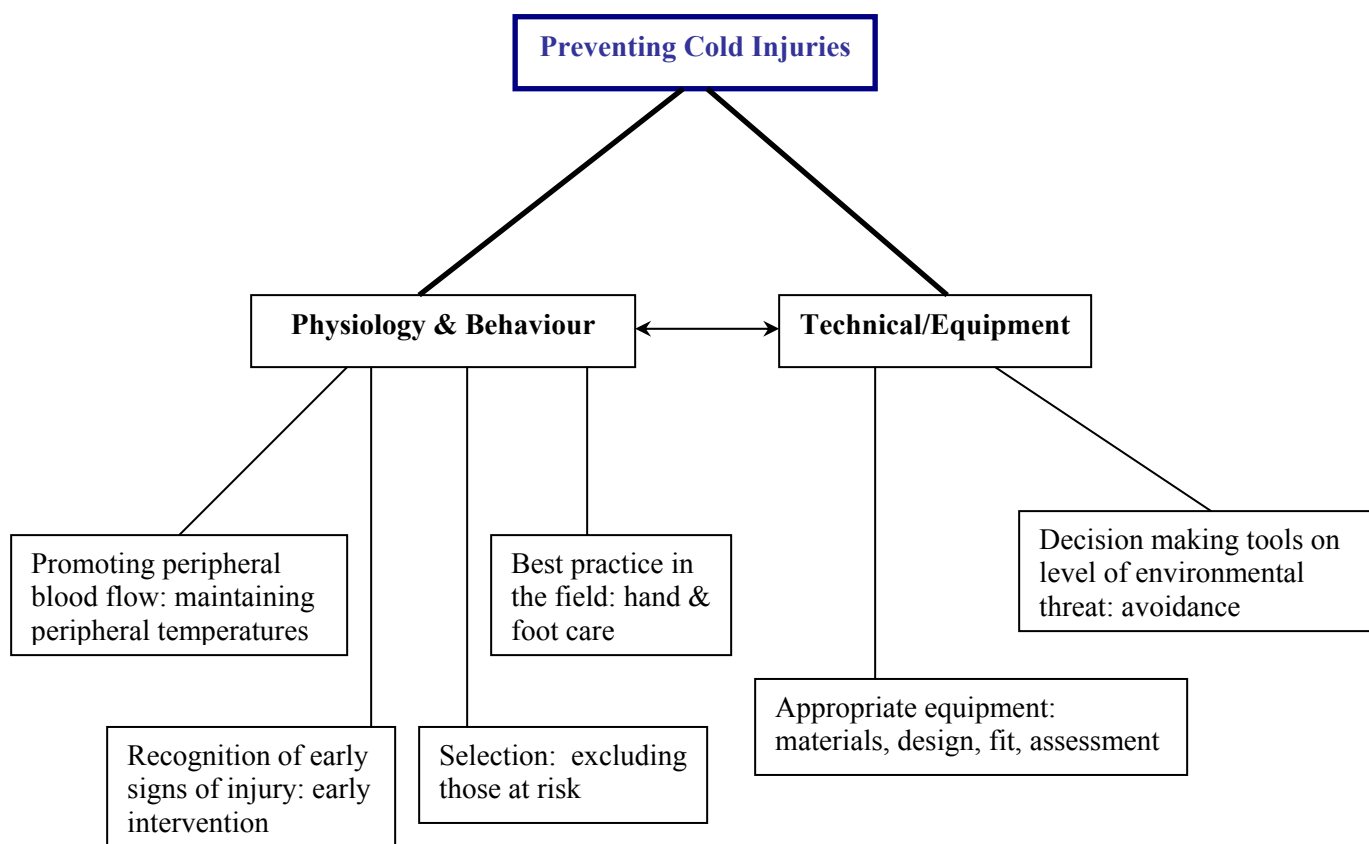 Preventing Cold Injuries
Physiology & Behaviour
Technical/Equipment
Promoting peripheral
blood flow: maintaining
peripheral temperatures
Best practice in
the field: hand &
foot care
Decision making tools on
level of environmental
threat: avoidance
Recognition of early
signs of injury: early
intervention
Selection:  excluding
those at risk
Appropriate equipment:
materials, design, fit, assessment